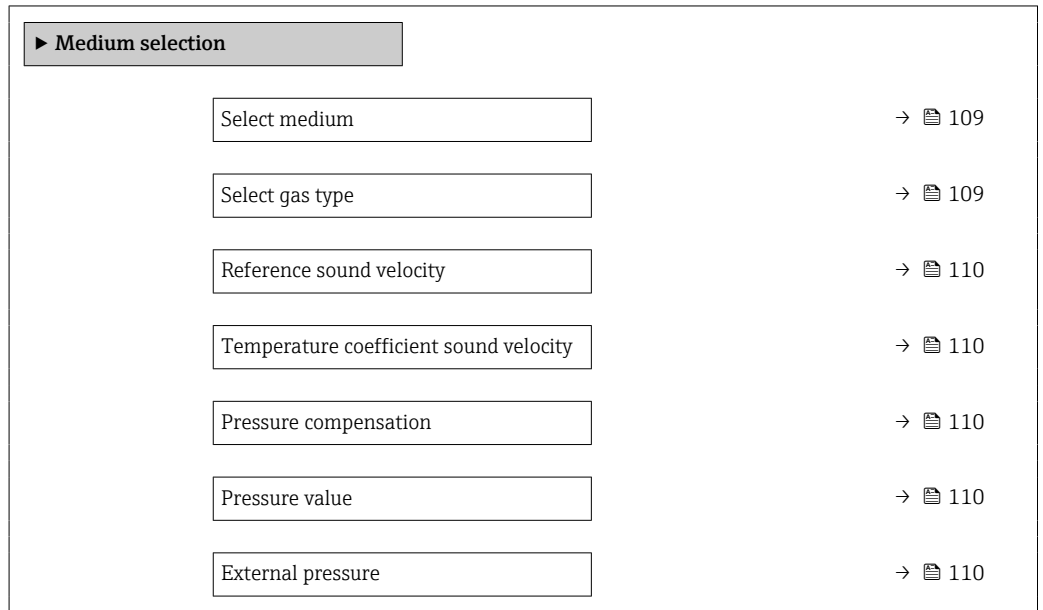 ► Medium selection
Select medium → 109
Select gas type → 109
Reference sound velocity → 110
Temperature coefficient sound velocity → 110
Pressure compensation → 110
Pressure value → 110
External pressure → 110